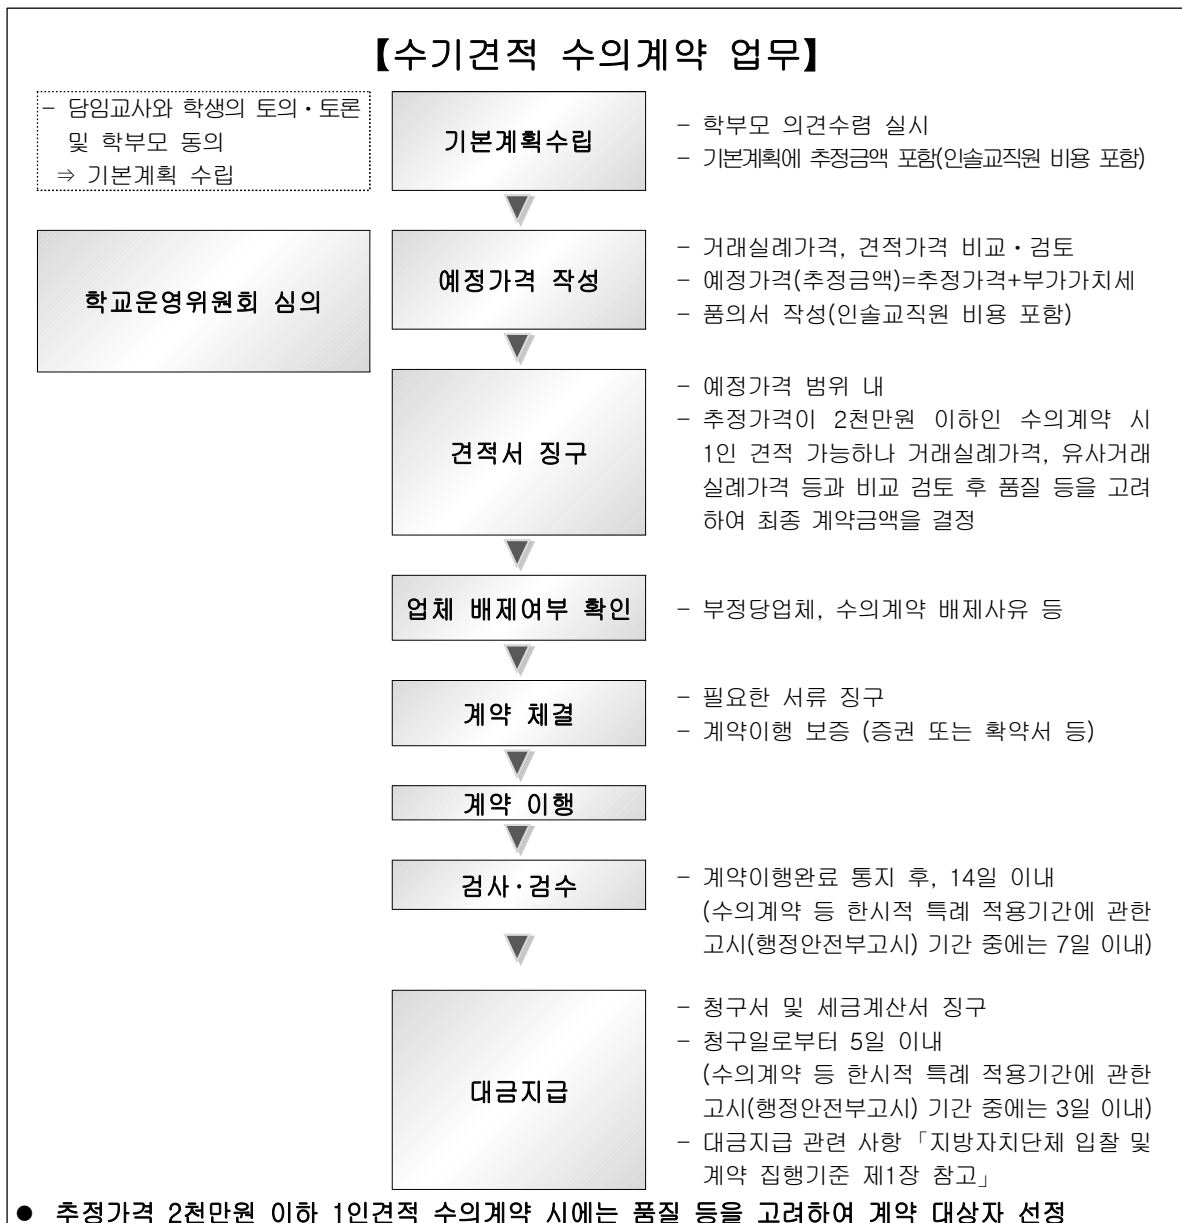 【수기견적 수의계약 업무】
- 담임교사와 학생의 토의・토론
및 학부모 동의
⇒ 기본계획 수립
기본계획수립
- 학부모 의견수렴 실시
- 기본계획에 추정금액 포함(인솔교직원 비용 포함)
학교운영위원회 심의
예정가격 작성
- 거래실례가격, 견적가격 비교・검토
- 예정가격(추정금액)=추정가격+부가가치세
- 품의서 작성(인솔교직원 비용 포함)
견적서 징구
- 예정가격 범위 내
- 추정가격이 2천만원 이하인 수의계약 시
1인 견적 가능하나 거래실례가격, 유사거래
실례가격 등과 비교 검토 후 품질 등을 고려
하여 최종 계약금액을 결정
업체 배제여부 확인
- 부정당업체, 수의계약 배제사유 등
계약 체결
- 필요한 서류 징구
- 계약이행 보증 (증권 또는 확약서 등)
계약 이행
검사·검수
- 계약이행완료 통지 후, 14일 이내
(수의계약 등 한시적 특례 적용기간에 관한
고시(행정안전부고시) 기간 중에는 7일 이내)
대금지급
- 청구서 및 세금계산서 징구
- 청구일로부터 5일 이내
(수의계약 등 한시적 특례 적용기간에 관한
고시(행정안전부고시) 기간 중에는 3일 이내)
- 대금지급 관련 사항 「지방자치단체 입찰 및
계약 집행기준 제1장 참고」
● 추정가격 2천만원 이하 1인견적 수의계약 시에는 품질 등을 고려하여 계약 대상자 선정